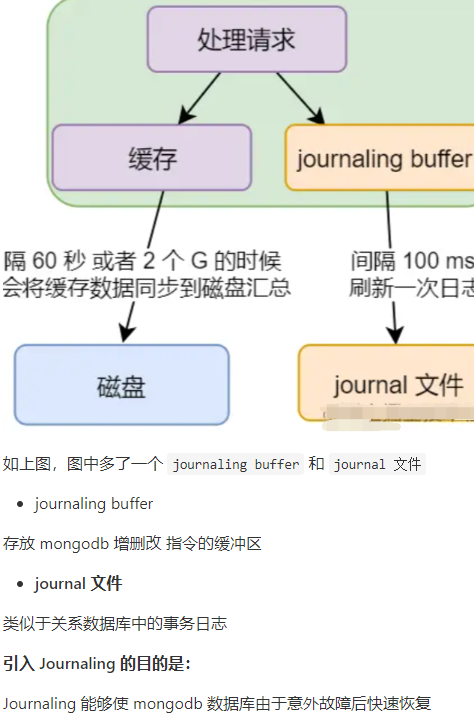 处理请求
缓存
journaling buffer
隔 60 秒 或者 2 个 G 的时候
会将缓存数据同步到磁盘汇总
间隔 100 ms
刷新一次日志
磁盘
journal 文件
如上图，图中多了一个 journaling buffer 和 journal 文件
• journaling buffer
存放 mongodb 增删改 指令的缓冲区
• journal 文件
类似于关系数据库中的事务日志
引入 Journaling 的目的是：
Journaling 能够使 mongodb 数据库由于意外故障后快速恢复